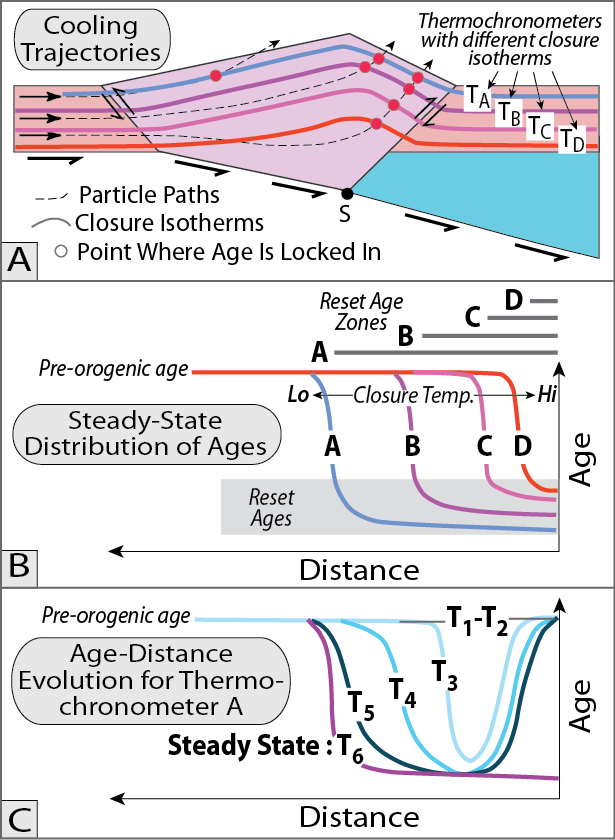 Cooling
Trajectories
Thermochronometers
with different closure
isotherms
TA
TB
TC
TD
Particle Paths
Closure Isotherms
Point Where Age Is Locked In
S
A
Reset Age
Zones
D
C
B
A
Pre-orogenic age
Lo
Closure Temp.
Hi
Steady-State
Distribution of Ages
A
B
C
D
Age
Reset
Ages
B
Distance
Pre-orogenic age
T1-T2
Age-Distance
Evolution for Thermo-
chronometer A
T3
T4
T5
Steady State : T6
Age
C
Distance